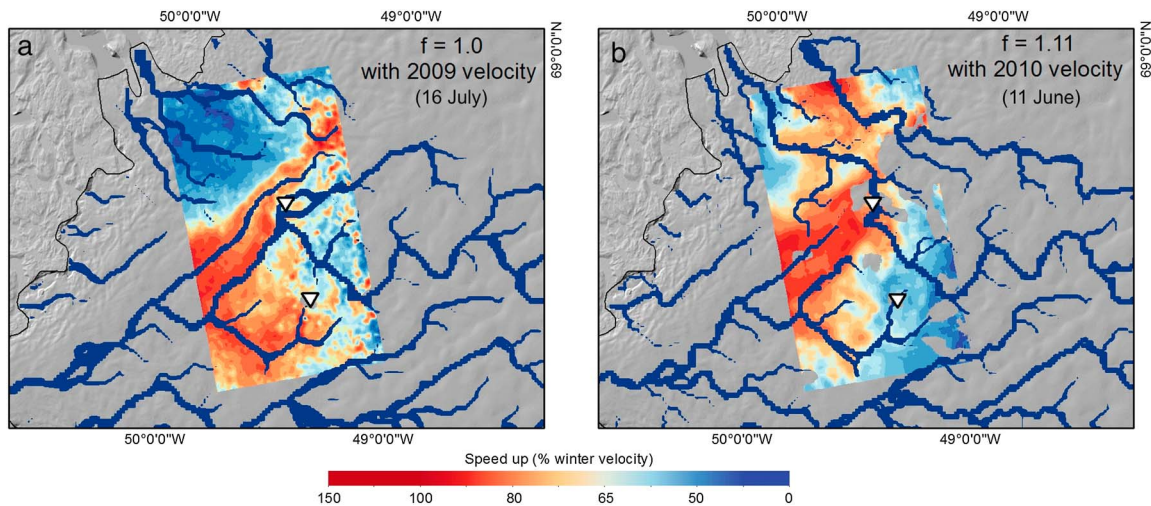 50°0'0"W 49°0'0"W 50°0'0"W 49°0'0"W
a
f = 1.0
with 2009 velocity
(16 July)
69°0'0"N
b
f = 1.11
with 2010 velocity
(11 June)
69°0'0"N
50°0'0"W 49°0'0"W 50°0'0"W 49°0'0"W
Speed up (% winter velocity)
150 100 80 65 50 0